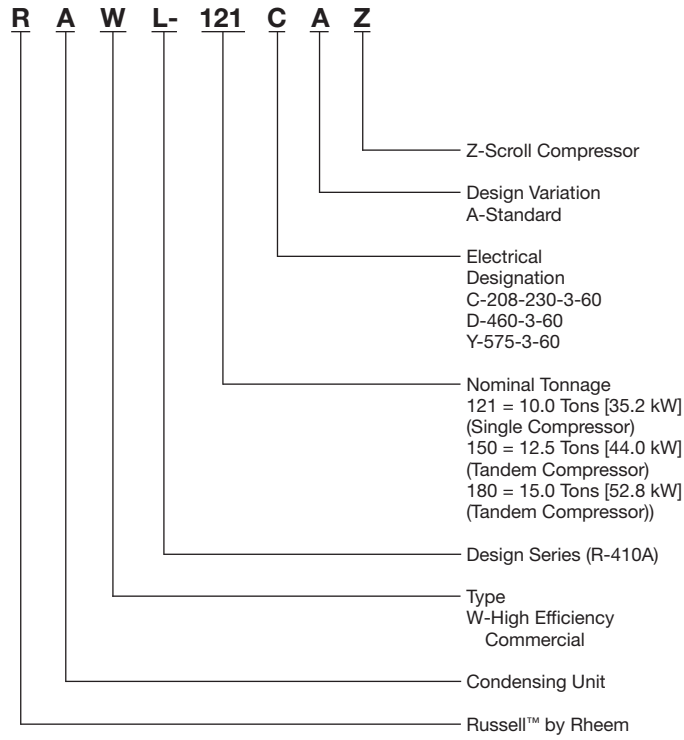 R A W L- 121 C A Z
Z-Scroll Compressor
Design Variation
A-Standard
Electrical
Designation
C-208-230-3-60
D-460-3-60
Y-575-3-60
Nominal Tonnage
121 = 10.0 Tons [35.2 kW]
(Single Compressor)
150 = 12.5 Tons [44.0 kW]
(Tandem Compressor)
180 = 15.0 Tons [52.8 kW]
(Tandem Compressor))
Design Series (R-410A)
Type
W-High Efficiency
Commercial
Condensing Unit
Russell™ by Rheem